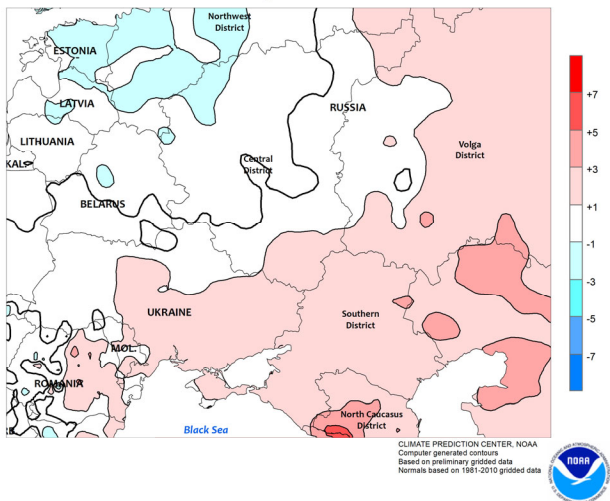 Northwest
District
ESTONIA
LATVIA
RUSSIA
LITHUANIA
Volga
District
KAL.
Central
District
BELARUS
UKRAINE
Southern
District
MOL.
ROMANIA
North Caucasus
District
Black Sea
+7
+5
+3
+1
-1
-3
-5
-7
CLIMATE PREDICTION CENTER, NOAA
Computer generated contours
Based on preliminary gridded data
Normals based on 1981-2010 gridded data
NOAA